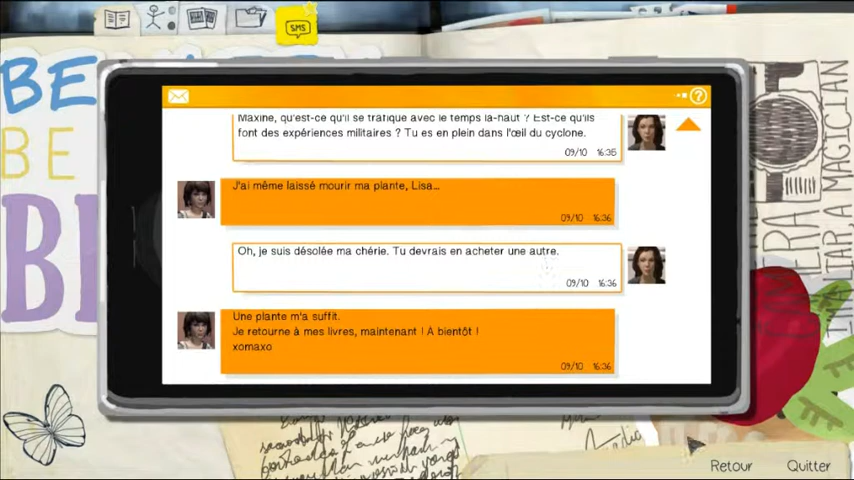 SMS
BE
BE
Maxine, qu'est-ce qu'il se trafique avec le temps là-haut ? Est-ce qu'ils
font des expériences militaires ? Tu es en plein dans l'œil du cyclone.
09/10 16:35
J'ai même laissé mourir ma plante, Lisa...
09/10 16:36
Oh, je suis désolée ma chérie. Tu devrais en acheter une autre.
09/10 16:36
Une plante m'a suffit.
Je retourne à mes livres, maintenant ! À bientôt !
xomaxo
09/10 16:36
?
MAGICIAN
I'M A LIAR, A
Retour
Quitter